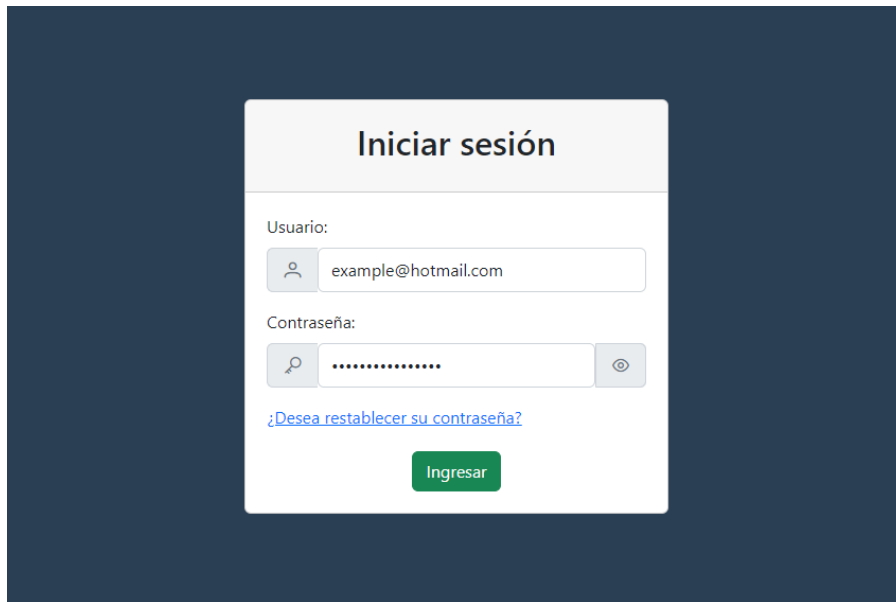 Iniciar sesión
Usuario:
example@hotmail.com
Contraseña:
••••••••••••••••
¿Desea restablecer su contraseña?
Ingresar